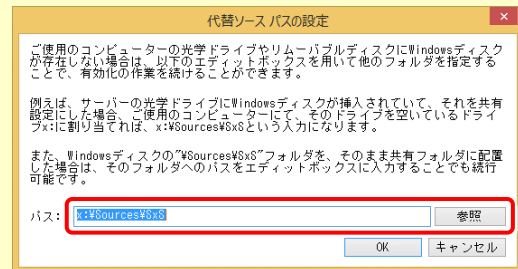 代替ソース パスの設定
ご使用のコンピューターの光学ドライブやリムーバブルディスクにWindowsディスク
が存在しない場合は、以下のエディットボックスを用いて他のフォルダを指定する
ことで、有効化の作業を続けることができます。
例えば、サーバーの光学ドライブにWindowsディスクが挿入されていて、それを共有
設定にした場合、ご使用のコンピューターにて、そのドライブを空いているドライ
ブx:に割り当てれば、x:¥Sources¥SxSという入力になります。
また、Windowsディスクの"¥Sources¥SxS"フォルダを、そのまま共有フォルダに配置
した場合は、そのフォルダへのパスをエディットボックスに入力することでも続行
可能です。
パス: x:¥Sources¥SxS 参照
OK キャンセル